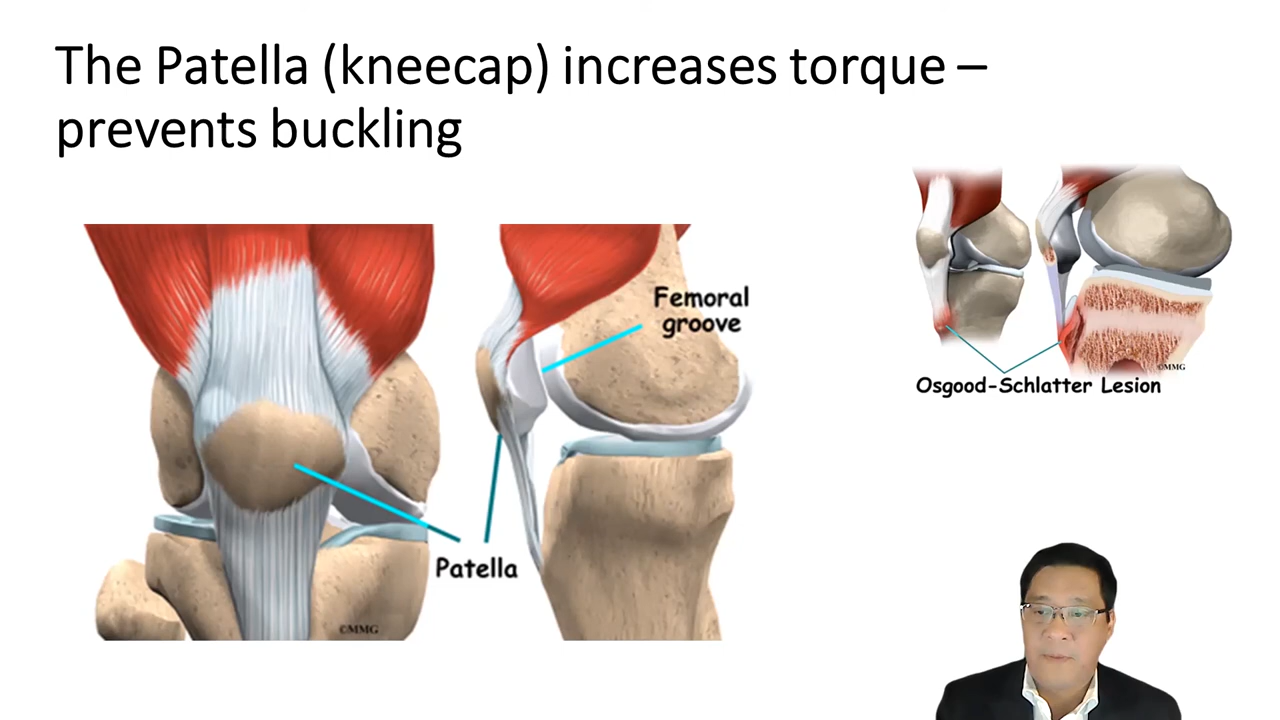 The Patella (kneecap) increases torque –
prevents buckling
Femoral
groove
Patella
©MMG
©MMG
Osgood-Schlatter Lesion